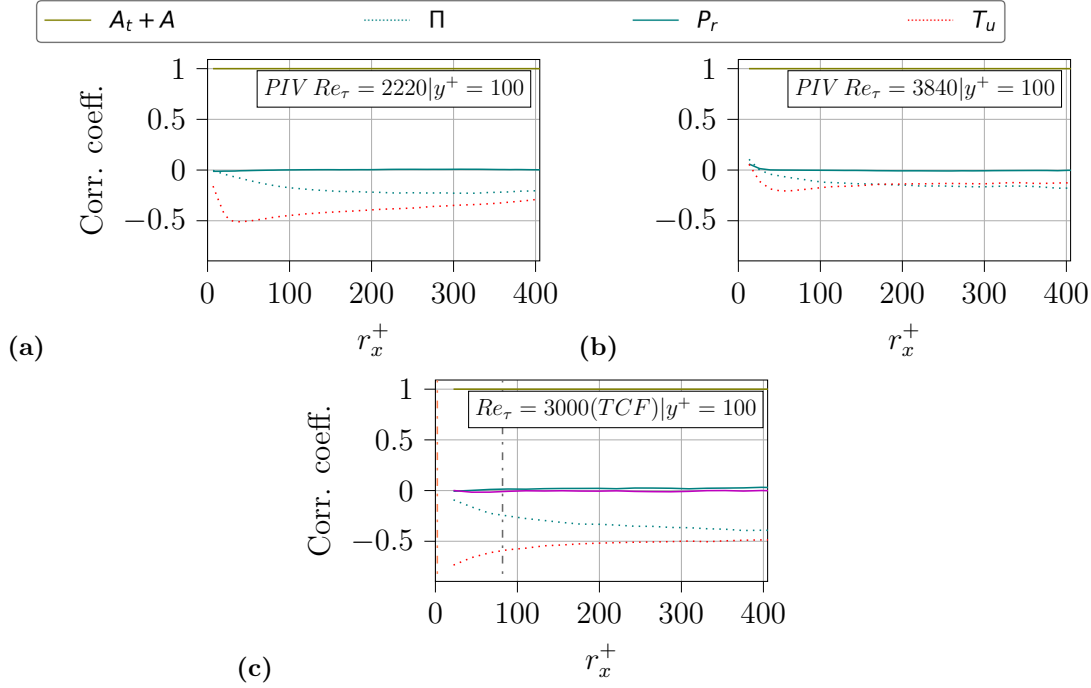 A_t + A Π P_r T_u
PIV Re_τ = 2220|y^+ = 100
1
0.5
0
−0.5
Corr. coeff.
0 100 200 300 400
r_x^+
(a)
PIV Re_τ = 3840|y^+ = 100
1
0.5
0
−0.5
0 100 200 300 400
r_x^+
(b)
Re_τ = 3000(TCF)|y^+ = 100
1
0.5
0
−0.5
Corr. coeff.
0 100 200 300 400
r_x^+
(c)